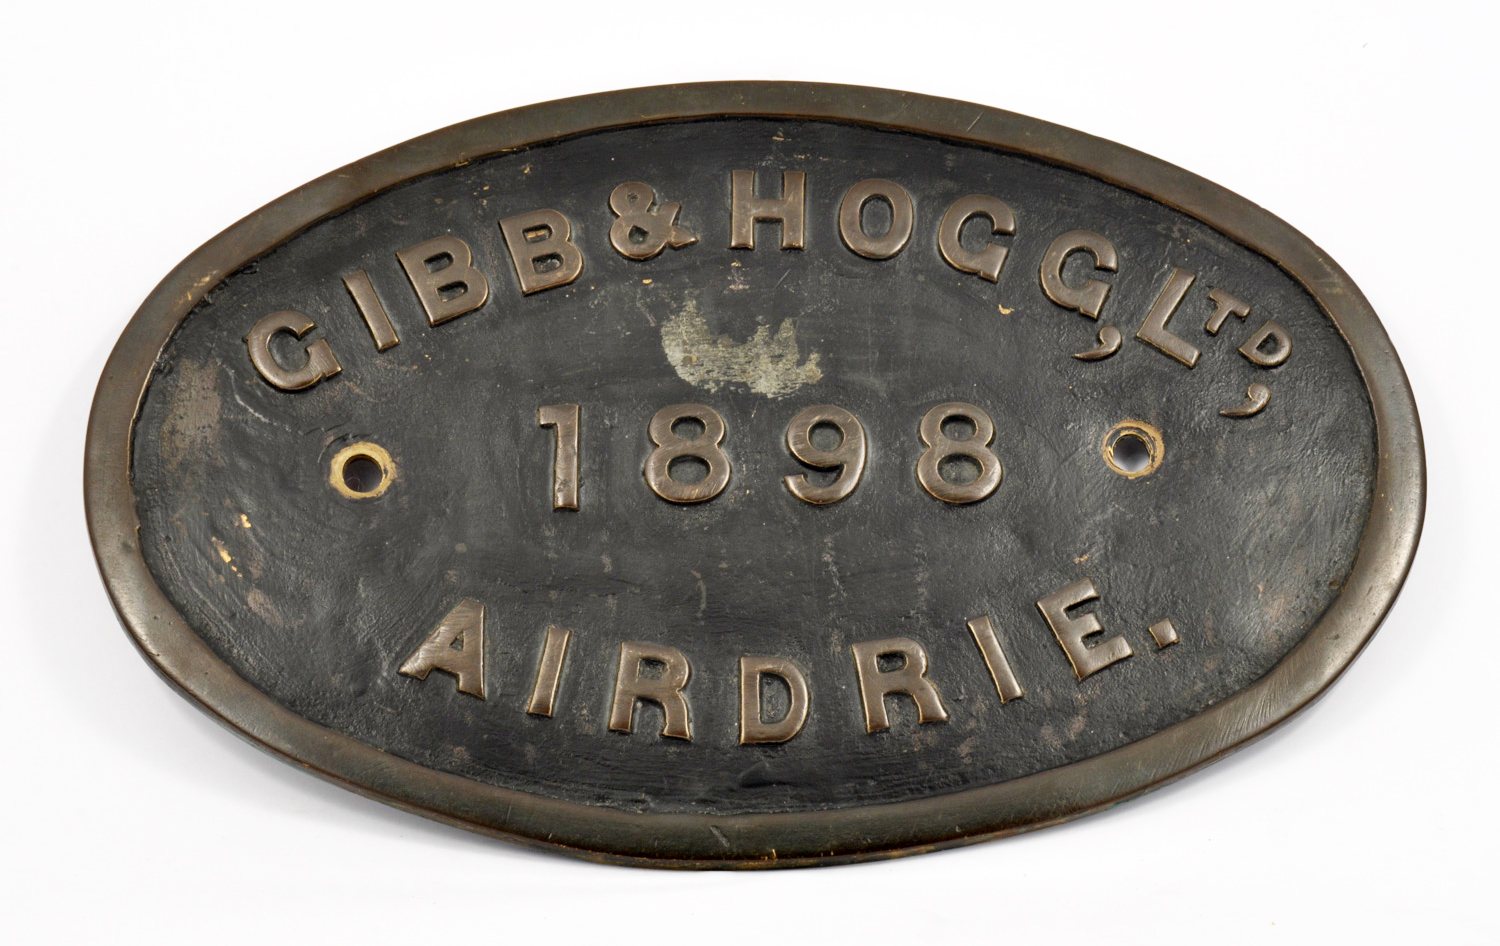 GIBB & HOGG, LTD,
1898
AIRDRIE.